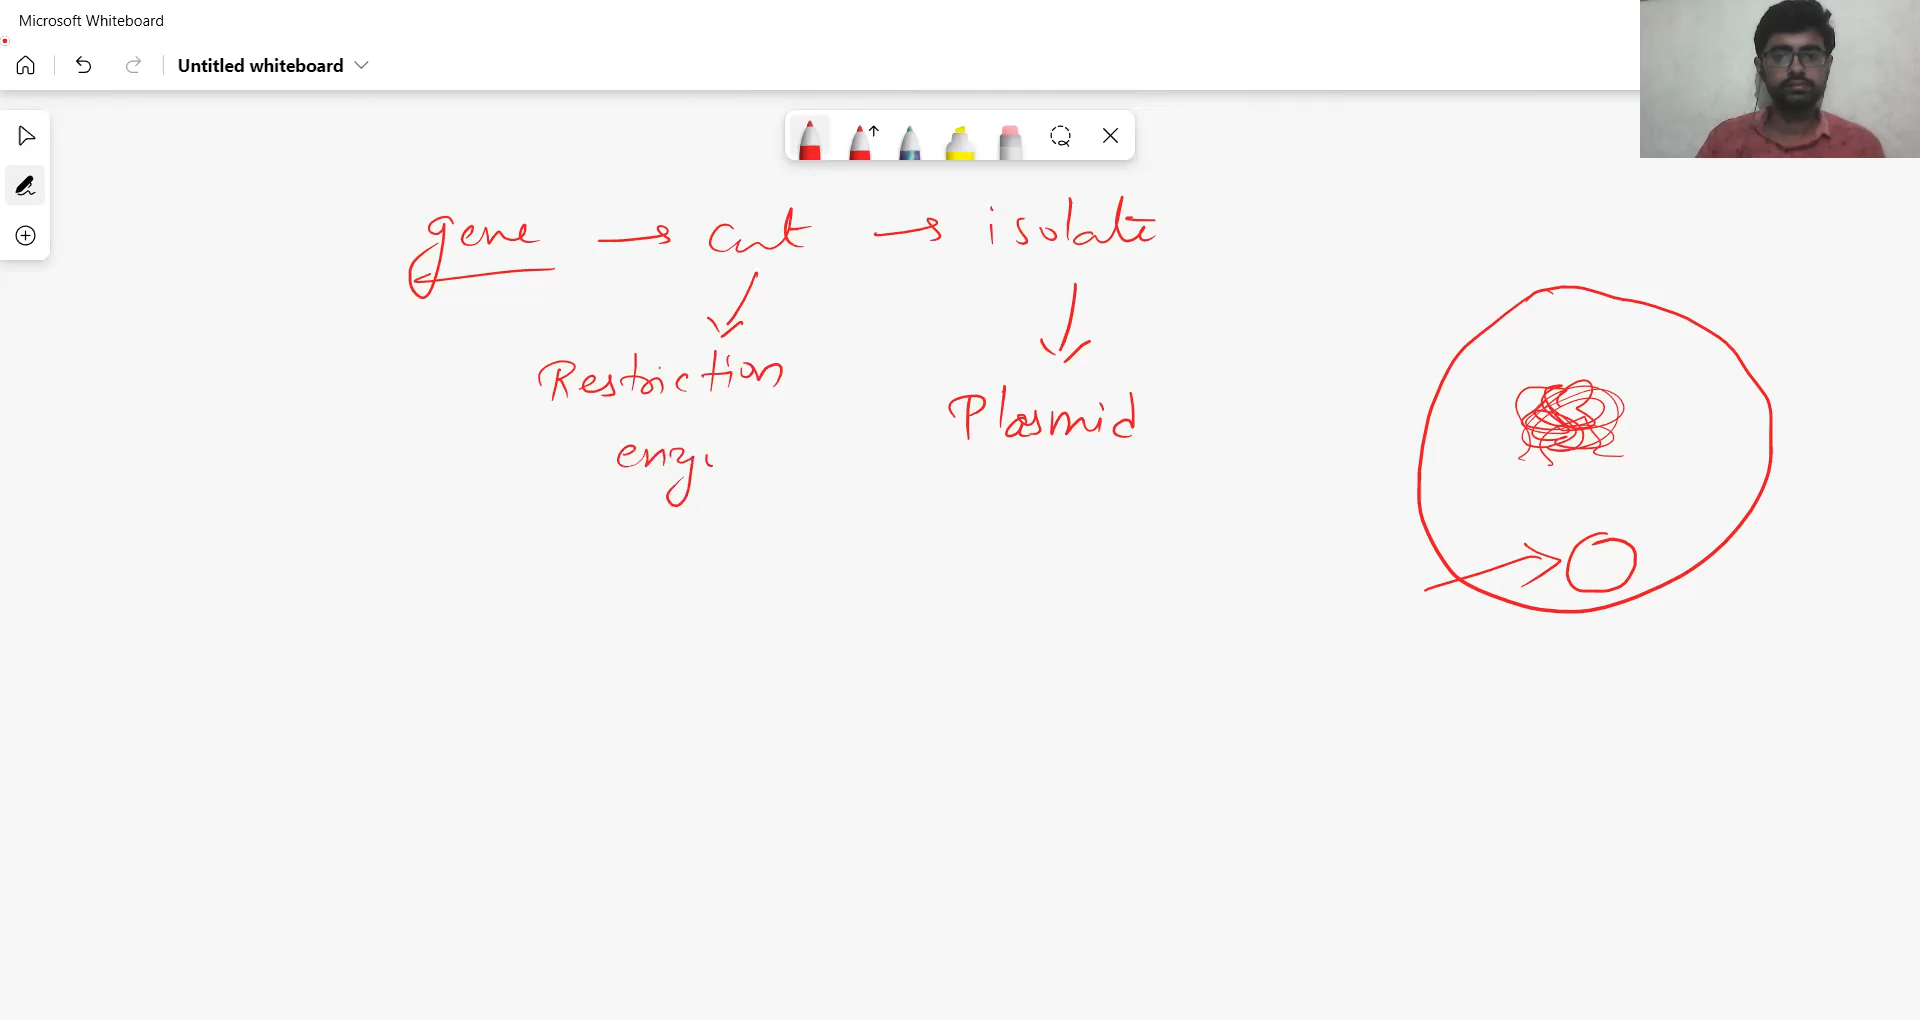 Microsoft Whiteboard
Untitled whiteboard
gene → cut → isolate
Restriction
enzy
Plasmid